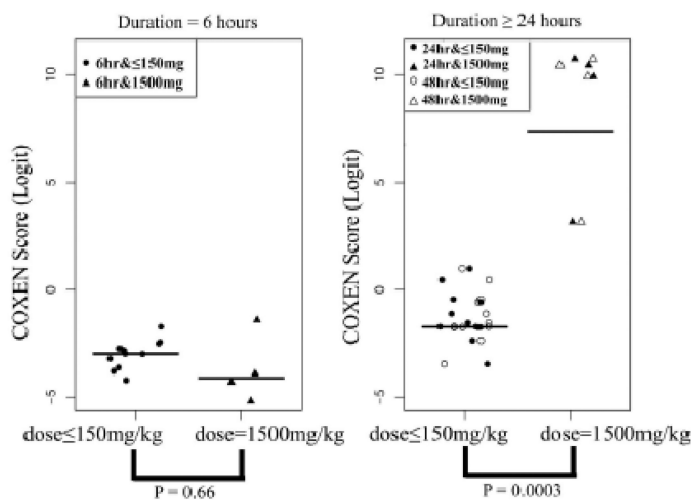 Duration = 6 hours
6hr&≤150mg
6hr&1500mg
COXEN Score (Logit)
10
5
0
-5
dose≤150mg/kg
dose=1500mg/kg
P = 0.66
Duration ≥ 24 hours
24hr&≤150mg
24hr&1500mg
48hr&≤150mg
48hr&1500mg
COXEN Score (Logit)
10
5
0
-5
dose≤150mg/kg
dose=1500mg/kg
P = 0.0003